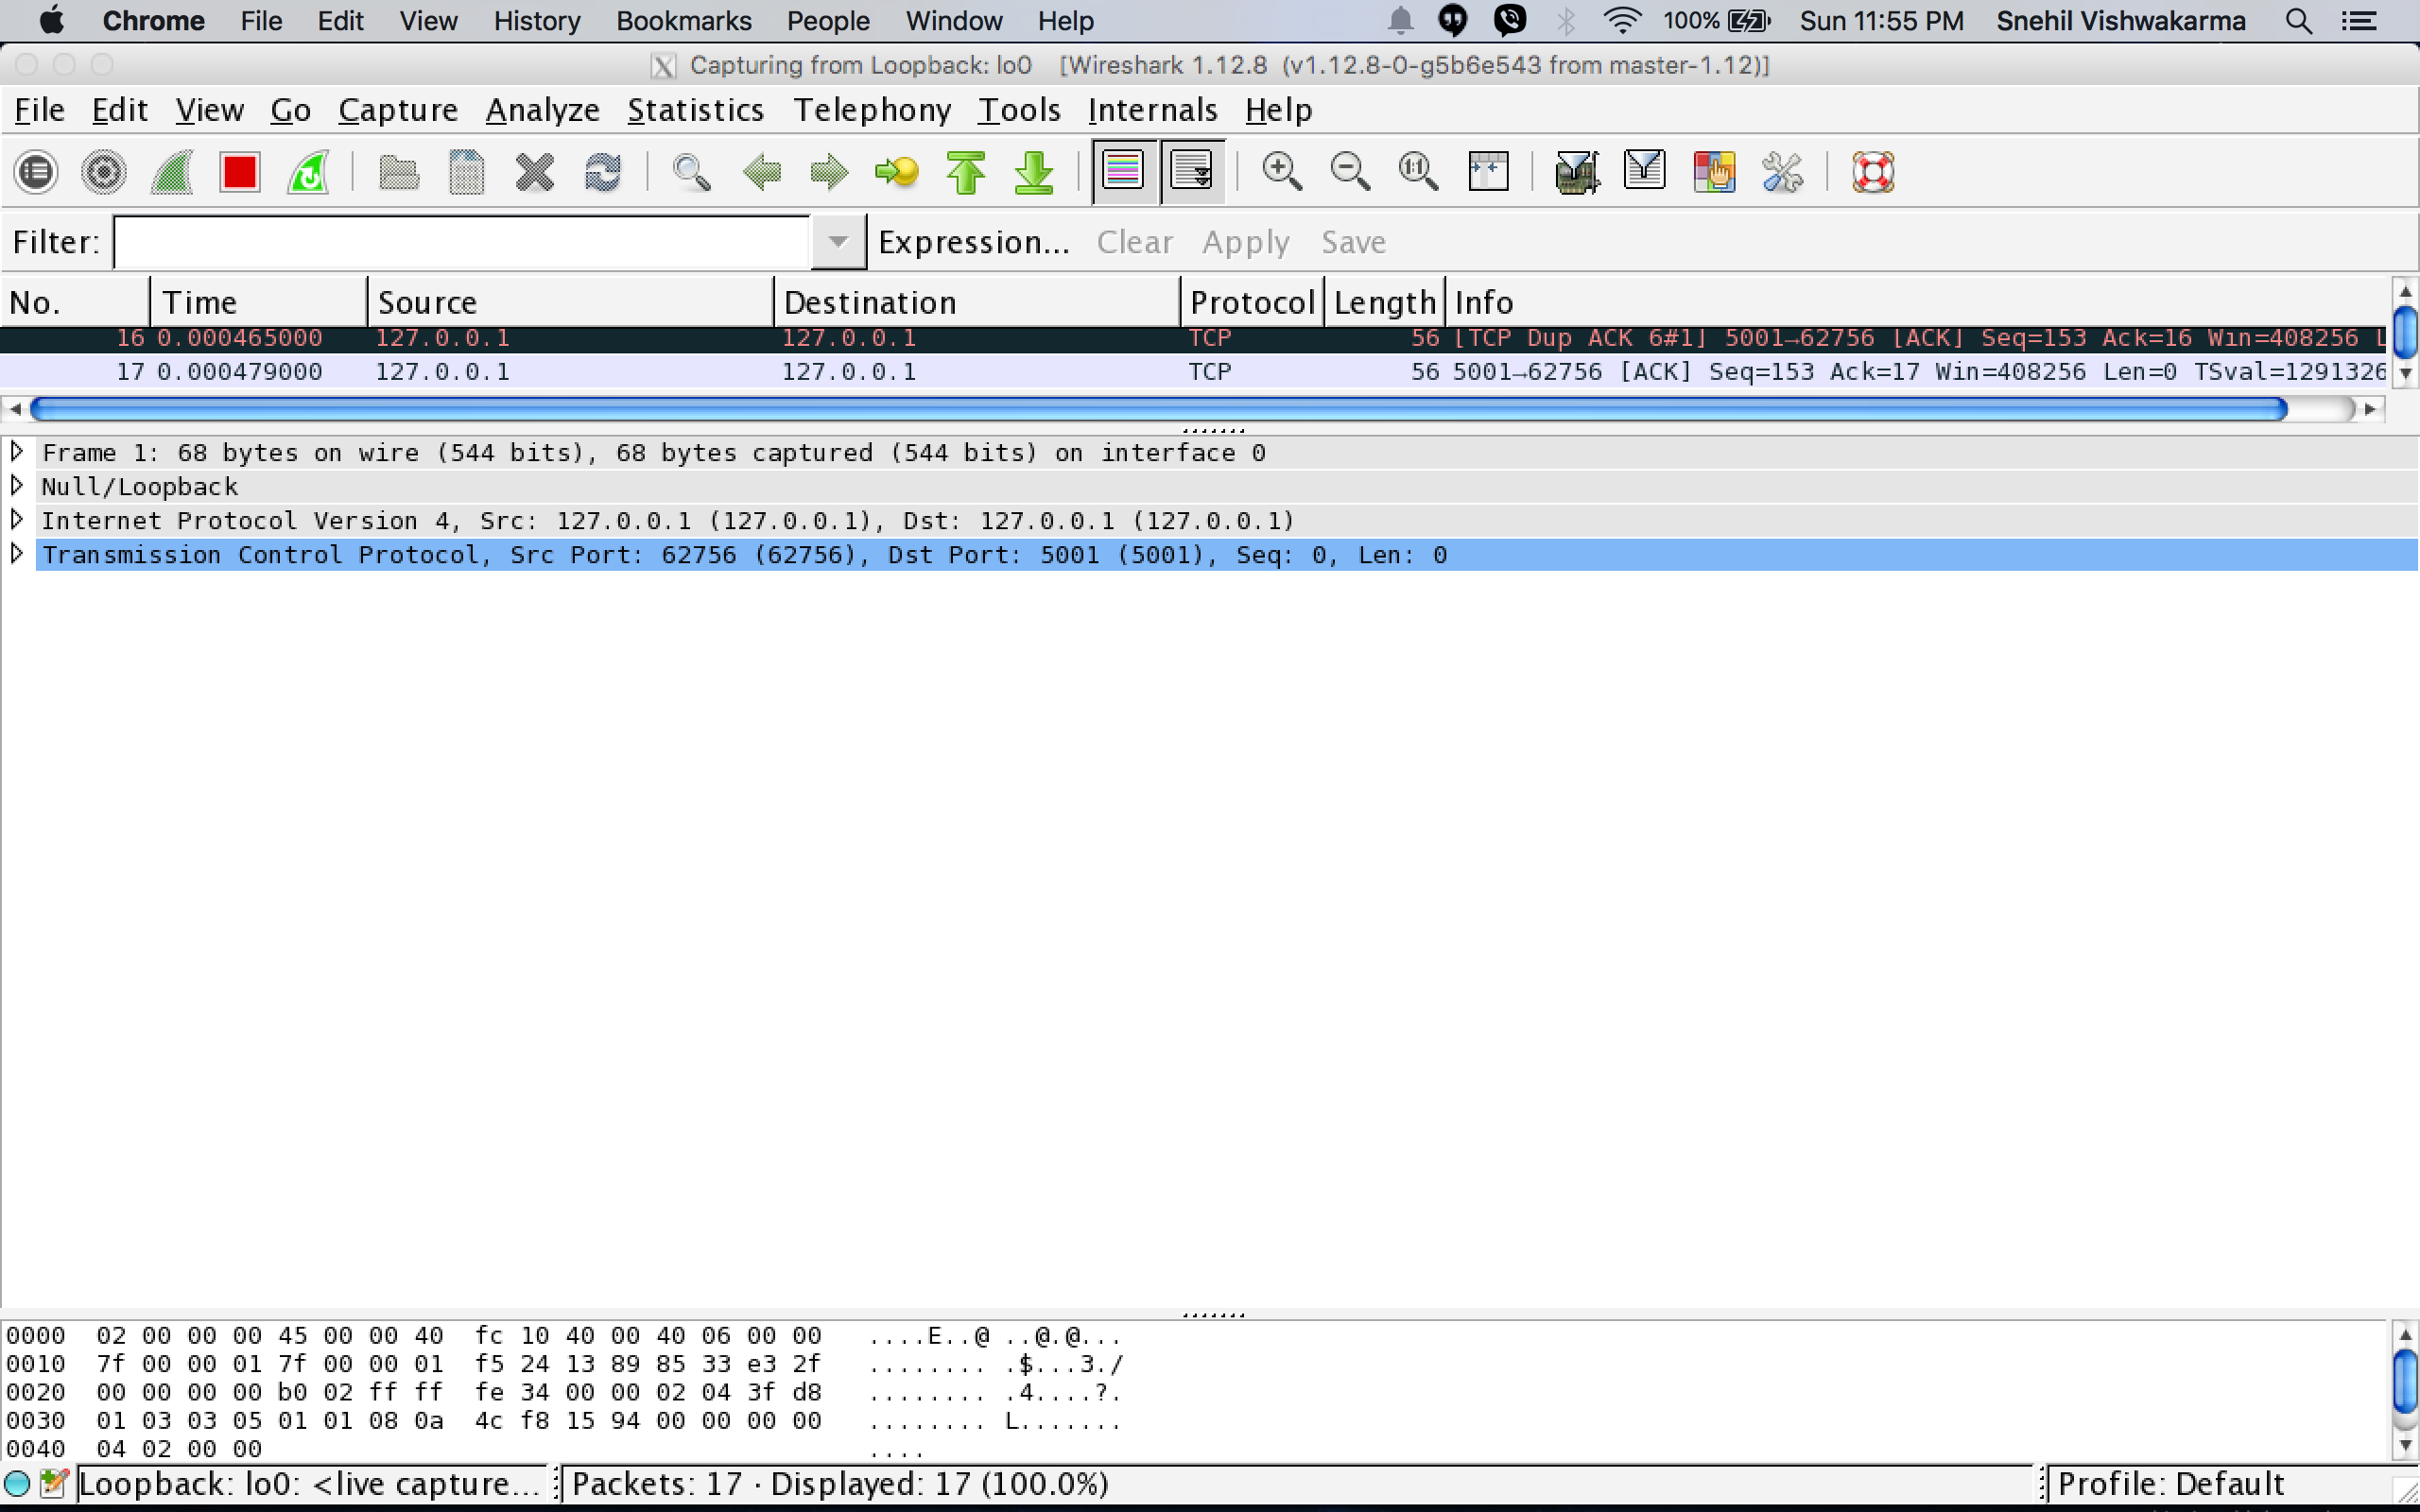 Chrome File Edit View History Bookmarks People Window Help 100% Sun 11:55 PM Snehil Vishwakarma
X Capturing from Loopback: lo0 [Wireshark 1.12.8 (v1.12.8-0-g5b6e543 from master-1.12)]
File Edit View Go Capture Analyze Statistics Telephony Tools Internals Help
Filter: Expression... Clear Apply Save
No. Time Source Destination Protocol Length Info
16 0.000465000 127.0.0.1 127.0.0.1 TCP 56 [TCP Dup ACK 6#1] 5001→62756 [ACK] Seq=153 Ack=16 Win=408256 L
17 0.000479000 127.0.0.1 127.0.0.1 TCP 56 5001→62756 [ACK] Seq=153 Ack=17 Win=408256 Len=0 TSval=1291326
Frame 1: 68 bytes on wire (544 bits), 68 bytes captured (544 bits) on interface 0
Null/Loopback
Internet Protocol Version 4, Src: 127.0.0.1 (127.0.0.1), Dst: 127.0.0.1 (127.0.0.1)
Transmission Control Protocol, Src Port: 62756 (62756), Dst Port: 5001 (5001), Seq: 0, Len: 0
0000 02 00 00 00 45 00 00 40 fc 10 40 00 40 06 00 00 ....E..@ ..@.@...
0010 7f 00 00 01 7f 00 00 01 f5 24 13 89 85 33 e3 2f ........ .$...3./
0020 00 00 00 00 b0 02 ff ff fe 34 00 00 02 04 3f d8 ........ .4....?.
0030 01 03 03 05 01 01 08 0a 4c f8 15 94 00 00 00 00 ........ L.......
0040 04 02 00 00 ....
Loopback: lo0: <live capture... Packets: 17 · Displayed: 17 (100.0%) Profile: Default